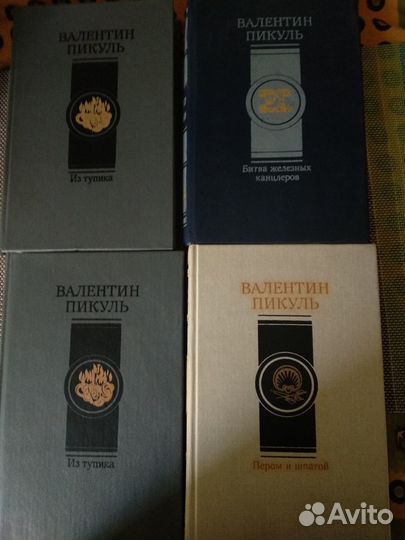 ВАЛЕНТИН
ПИКУЛЬ
Из тупика
ВАЛЕНТИН
ПИКУЛЬ
Битва железных
канцлеров
ВАЛЕНТИН
ПИКУЛЬ
Из тупика
ВАЛЕНТИН
ПИКУЛЬ
Пером и шпагой
Avito